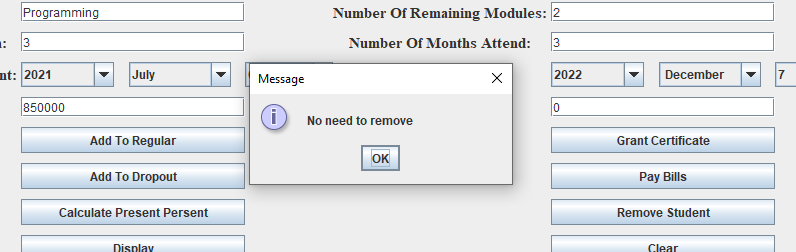 Programming Number Of Remaining Modules: 2
: 3 Number Of Months Attend: 3
nt: 2021 July 2022 December 7
Message
850000 0
No need to remove
Add To Regular Grant Certificate
OK
Add To Dropout Pay Bills
Calculate Present Persent Remove Student
Display Clear